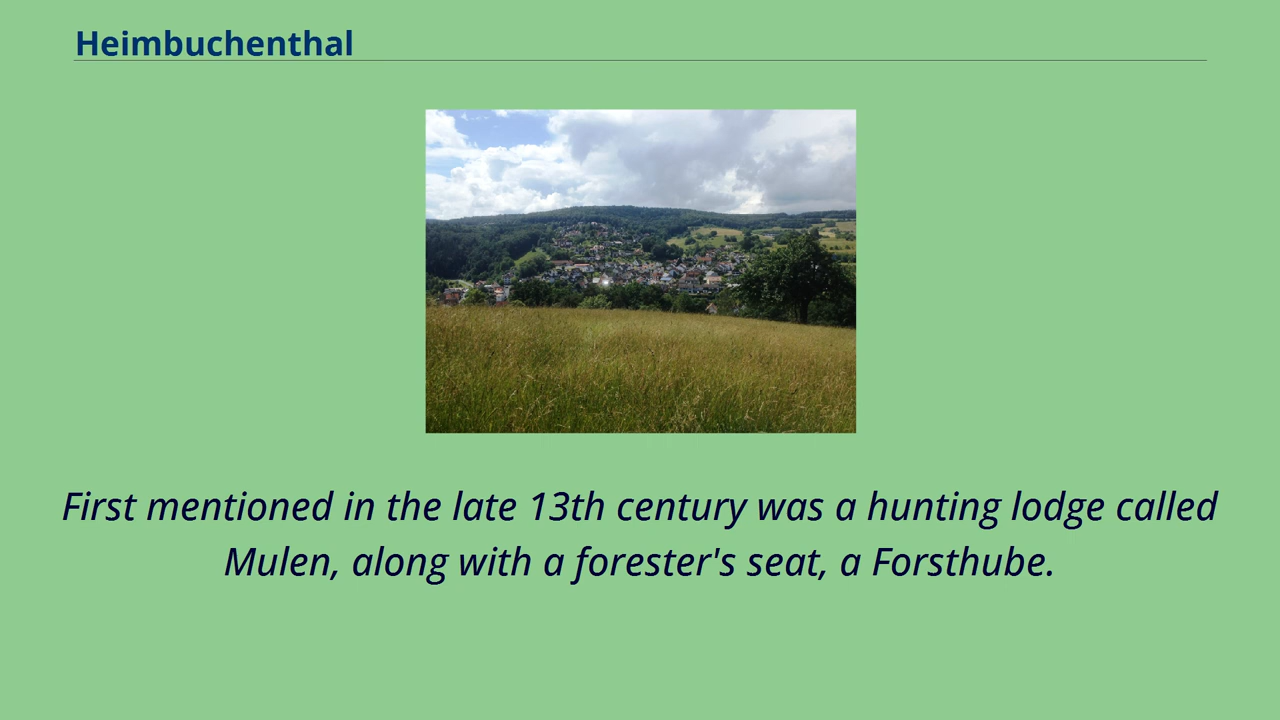 Heimbuchenthal
First mentioned in the late 13th century was a hunting lodge called
Mulen, along with a forester's seat, a Forsthube.